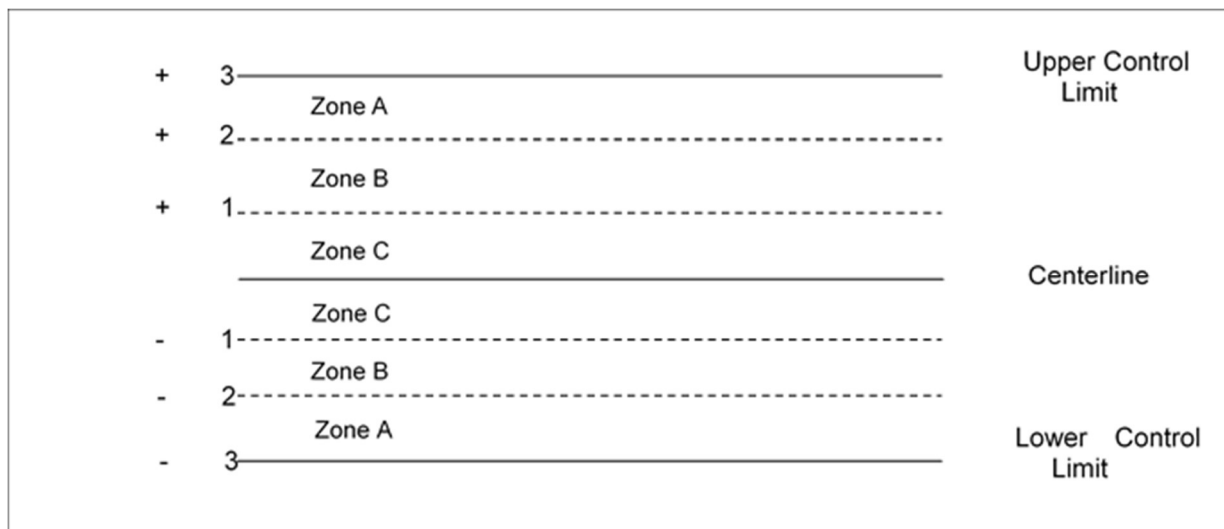 + 3 Upper Control
Limit
Zone A
+ 2
Zone B
+ 1
Zone C
Centerline
Zone C
- 1
Zone B
- 2
Zone A
Lower Control
- 3 Limit